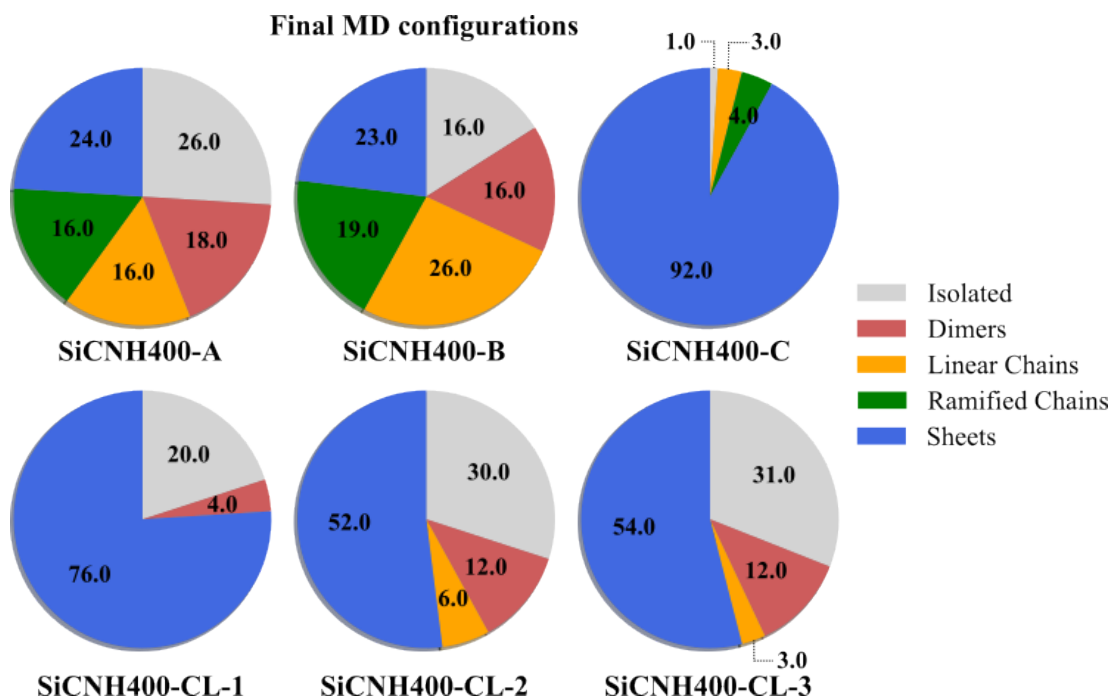 Final MD configurations
1.0
3.0
24.0
26.0
16.0
18.0
16.0
SiCNH400-A
23.0
16.0
19.0
16.0
26.0
SiCNH400-B
4.0
92.0
SiCNH400-C
Isolated
Dimers
Linear Chains
Ramified Chains
Sheets
20.0
4.0
76.0
SiCNH400-CL-1
30.0
52.0
12.0
6.0
SiCNH400-CL-2
31.0
54.0
12.0
3.0
SiCNH400-CL-3